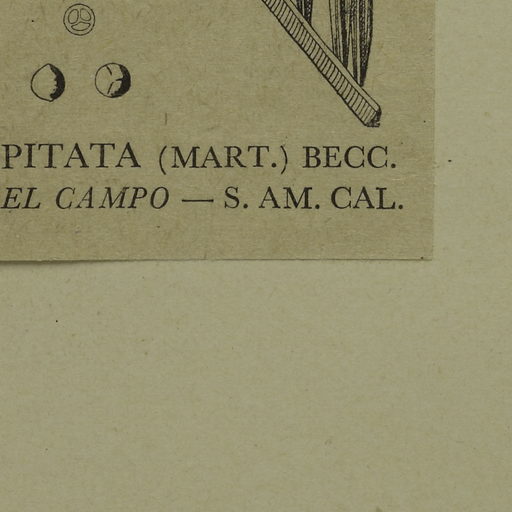 PITATA (MART.) BECC.
EL CAMPO — S. AM. CAL.